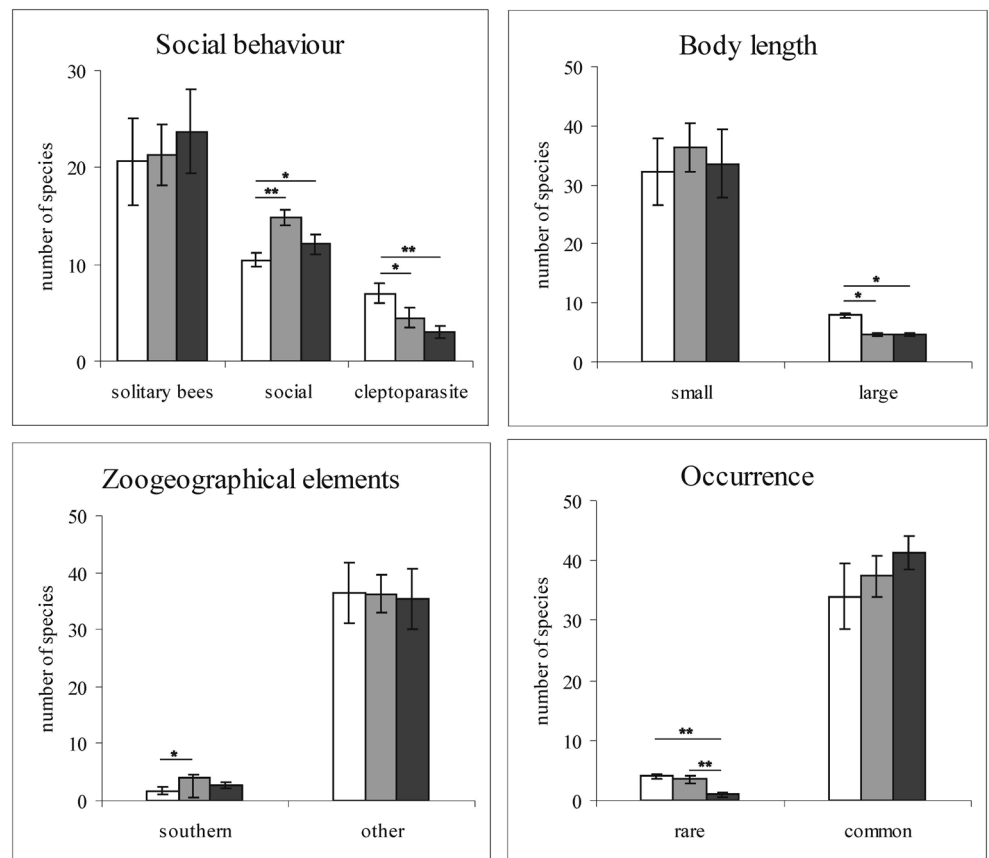 Social behaviour
number of species
30
20
10
0
*
**
**
*
solitary bees social cleptoparasite
Body length
number of species
50
40
30
20
10
0
*
*
small large
Zoogeographical elements
number of species
50
40
30
20
10
0
*
southern other
Occurrence
number of species
50
40
30
20
10
0
**
**
rare common